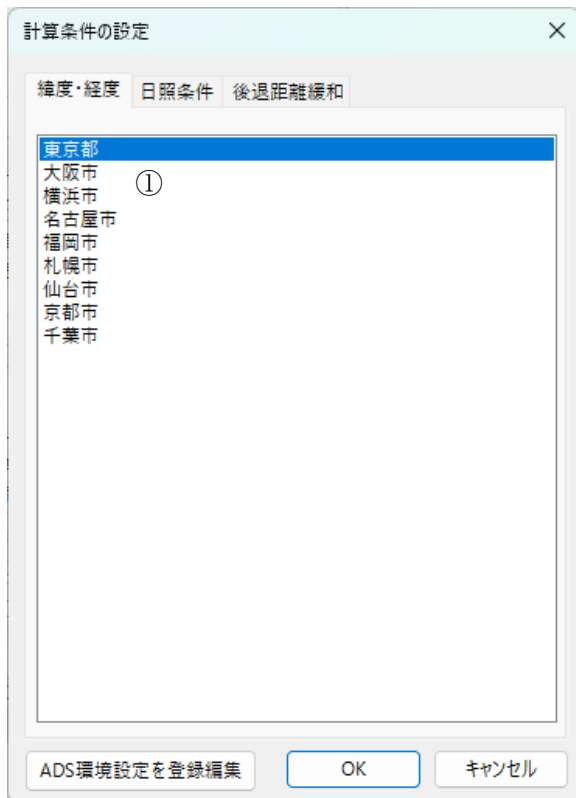 計算条件の設定
緯度・経度 日照条件 後退距離緩和
東京都
大阪市
①
横浜市
名古屋市
福岡市
札幌市
仙台市
京都市
千葉市
ADS環境設定を登録編集 OK キャンセル